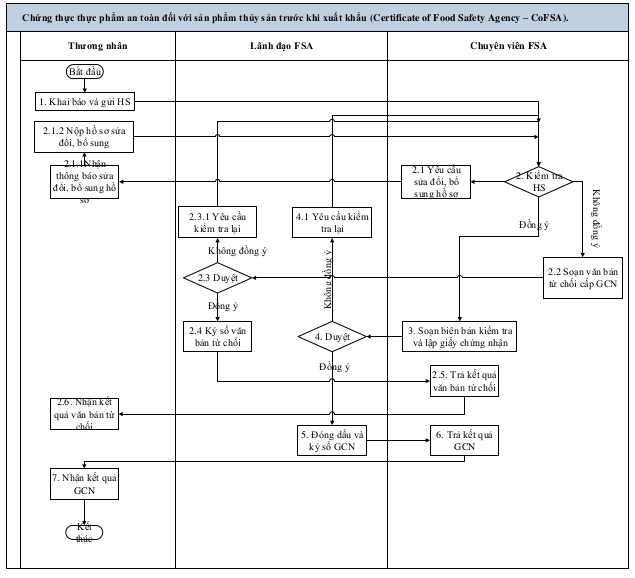 Chứng thực thực phẩm an toàn đối với sản phẩm thủy sản trước khi xuất khẩu (Certificate of Food Safety Agency – CoFSA).
Thương nhân
Lãnh đạo FSA
Chuyên viên FSA
Bắt đầu
1. Khai báo và gửi HS
2.1.2 Nộp hồ sơ sửa
đổi, bổ sung
2.1.1Nhận
thông báo sửa
đổi, bổ sung hồ
sơ
2.1 Yêu cầu
sửa đổi, bổ
sung hồ sơ
2. Kiểm tra
HS
Không đồng ý
Đồng ý
2.3.1 Yêu cầu
kiểm tra lại
4.1 Yêu cầu kiểm
tra lại
Không đồng ý
Không đồng ý
2.3 Duyệt
2.2 Soạn văn bản
từ chối cấp GCN
Đồng ý
2.4 Ký số văn
bản từ chối
4. Duyệt
3. Soạn biên bản kiểm tra
và lập giấy chứng nhận
Đồng ý
2.5. Trả kết quả
văn bản từ chối
2.6. Nhận kết
quả văn bản từ
chối
5. Đóng dấu và
ký số GCN
6. Trả kết quả
GCN
7. Nhận kết quả
GCN
Kết
thúc